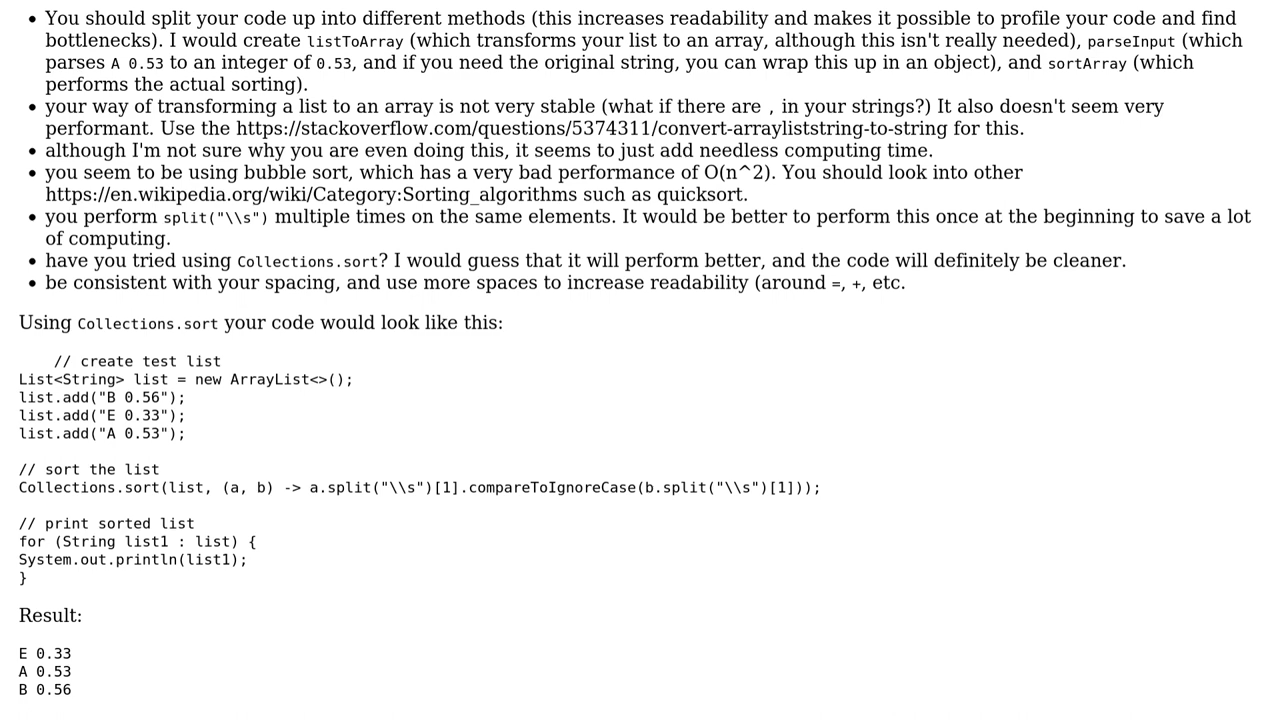 • You should split your code up into different methods (this increases readability and makes it possible to profile your code and find
bottlenecks). I would create listToArray (which transforms your list to an array, although this isn't really needed), parseInput (which
parses A 0.53 to an integer of 0.53, and if you need the original string, you can wrap this up in an object), and sortArray (which
performs the actual sorting).
• your way of transforming a list to an array is not very stable (what if there are , in your strings?) It also doesn't seem very
performant. Use the https://stackoverflow.com/questions/5374311/convert-arrayliststring-to-string for this.
• although I'm not sure why you are even doing this, it seems to just add needless computing time.
• you seem to be using bubble sort, which has a very bad performance of O(n^2). You should look into other
https://en.wikipedia.org/wiki/Category:Sorting_algorithms such as quicksort.
• you perform split("\\s") multiple times on the same elements. It would be better to perform this once at the beginning to save a lot
of computing.
• have you tried using Collections.sort? I would guess that it will perform better, and the code will definitely be cleaner.
• be consistent with your spacing, and use more spaces to increase readability (around =, +, etc.
Using Collections.sort your code would look like this:
    // create test list
List<String> list = new ArrayList<>();
list.add("B 0.56");
list.add("E 0.33");
list.add("A 0.53");
// sort the list
Collections.sort(list, (a, b) -> a.split("\\s")[1].compareToIgnoreCase(b.split("\\s")[1]));
// print sorted list
for (String list1 : list) {
System.out.println(list1);
}
Result:
E 0.33
A 0.53
B 0.56